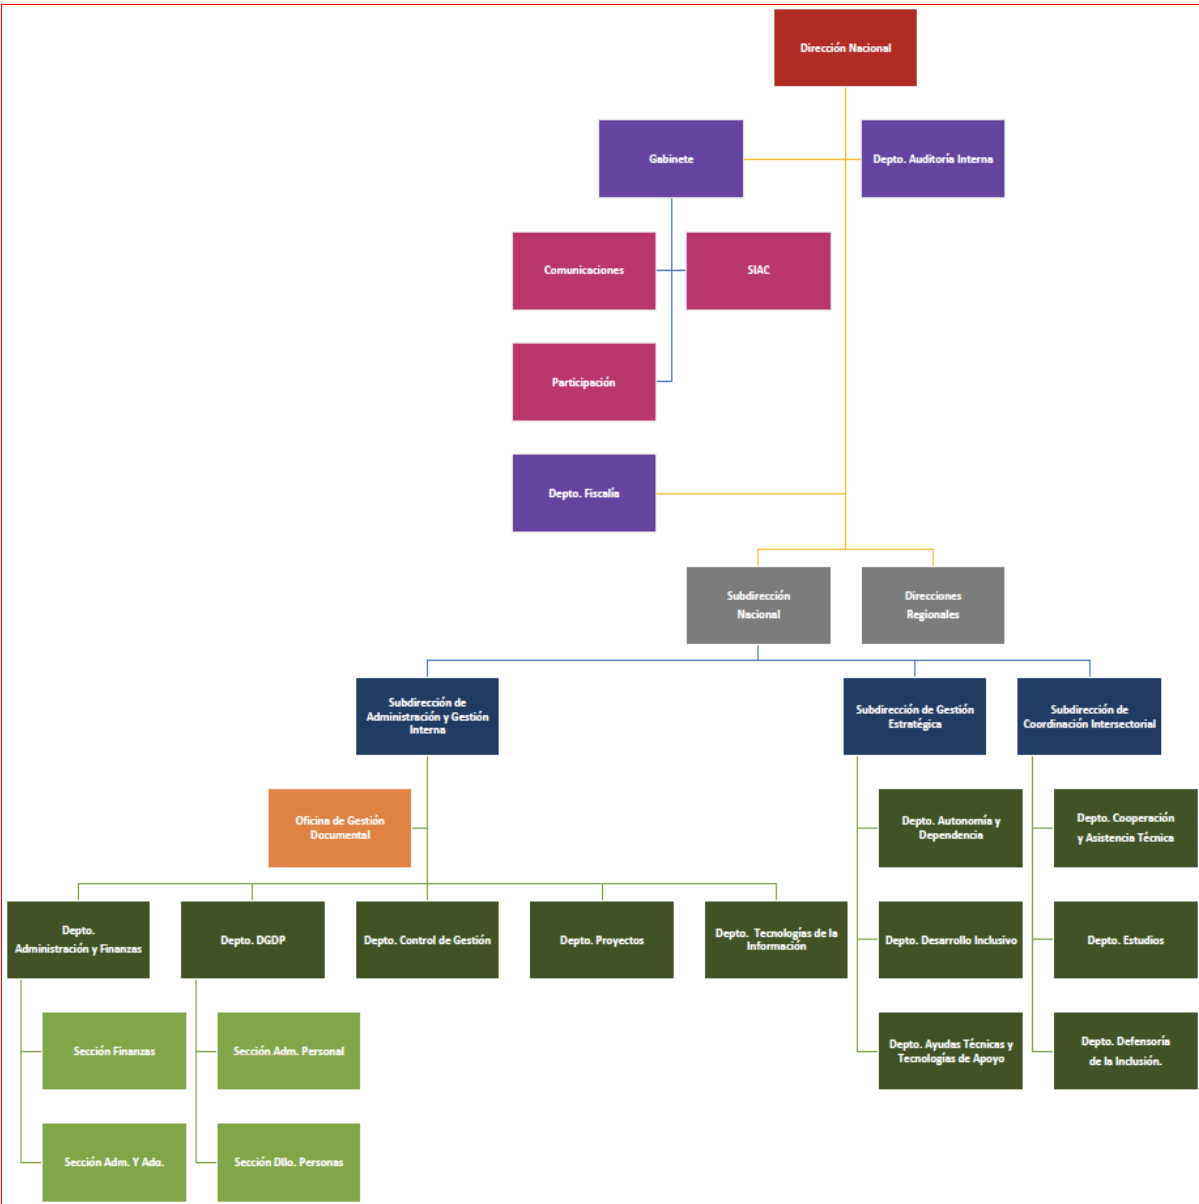 Dirección Nacional
Gabinete
Depto. Auditoría Interna
Comunicaciones
SIAC
Participación
Depto. Fiscalía
Subdirección
Nacional
Direcciones
Regionales
Subdirección de
Administración y Gestión
Interna
Subdirección de Gestión
Estratégica
Subdirección de
Coordinación Intersectorial
Oficina de Gestión
Documental
Depto. Autonomía y
Dependencia
Depto. Cooperación
y Asistencia Técnica
Depto.
Administración y Finanzas
Depto. DGDP
Depto. Control de Gestión
Depto. Proyectos
Depto. Tecnologías de la
Información
Depto. Desarrollo Inclusivo
Depto. Estudios
Sección Finanzas
Sección Adm. Personal
Depto. Ayudas Técnicas y
Tecnologías de Apoyo
Depto. Defensoría
de la Inclusión.
Sección Adm. Y Ado.
Sección Dllo. Personas